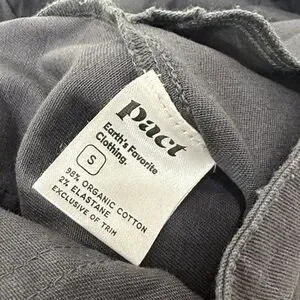 pact
Earth's Favorite
Clothing.
S
98% ORGANIC COTTON
2% ELASTANE
EXCLUSIVE OF TRIM